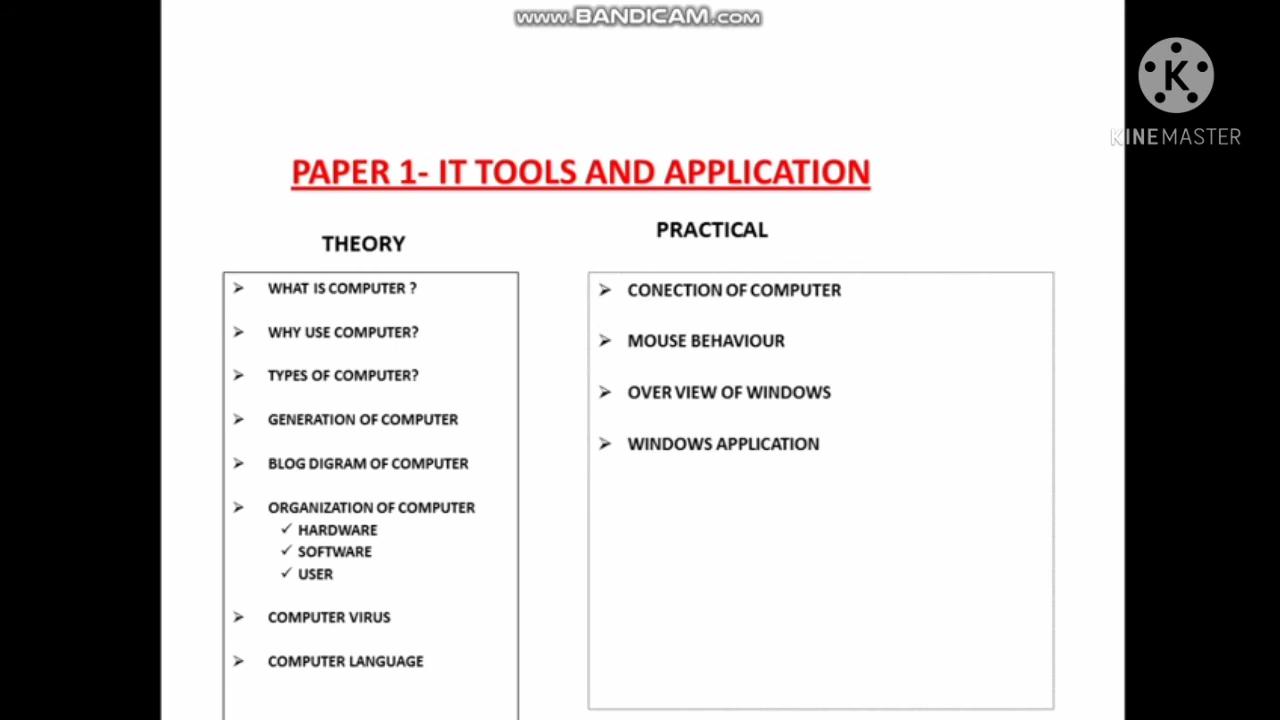 www.BANDICAM.com
K
KINEMASTER
PAPER 1- IT TOOLS AND APPLICATION
THEORY
WHAT IS COMPUTER ?
WHY USE COMPUTER?
TYPES OF COMPUTER?
GENERATION OF COMPUTER
BLOG DIGRAM OF COMPUTER
ORGANIZATION OF COMPUTER
HARDWARE
SOFTWARE
USER
COMPUTER VIRUS
COMPUTER LANGUAGE
PRACTICAL
CONECTION OF COMPUTER
MOUSE BEHAVIOUR
OVER VIEW OF WINDOWS
WINDOWS APPLICATION